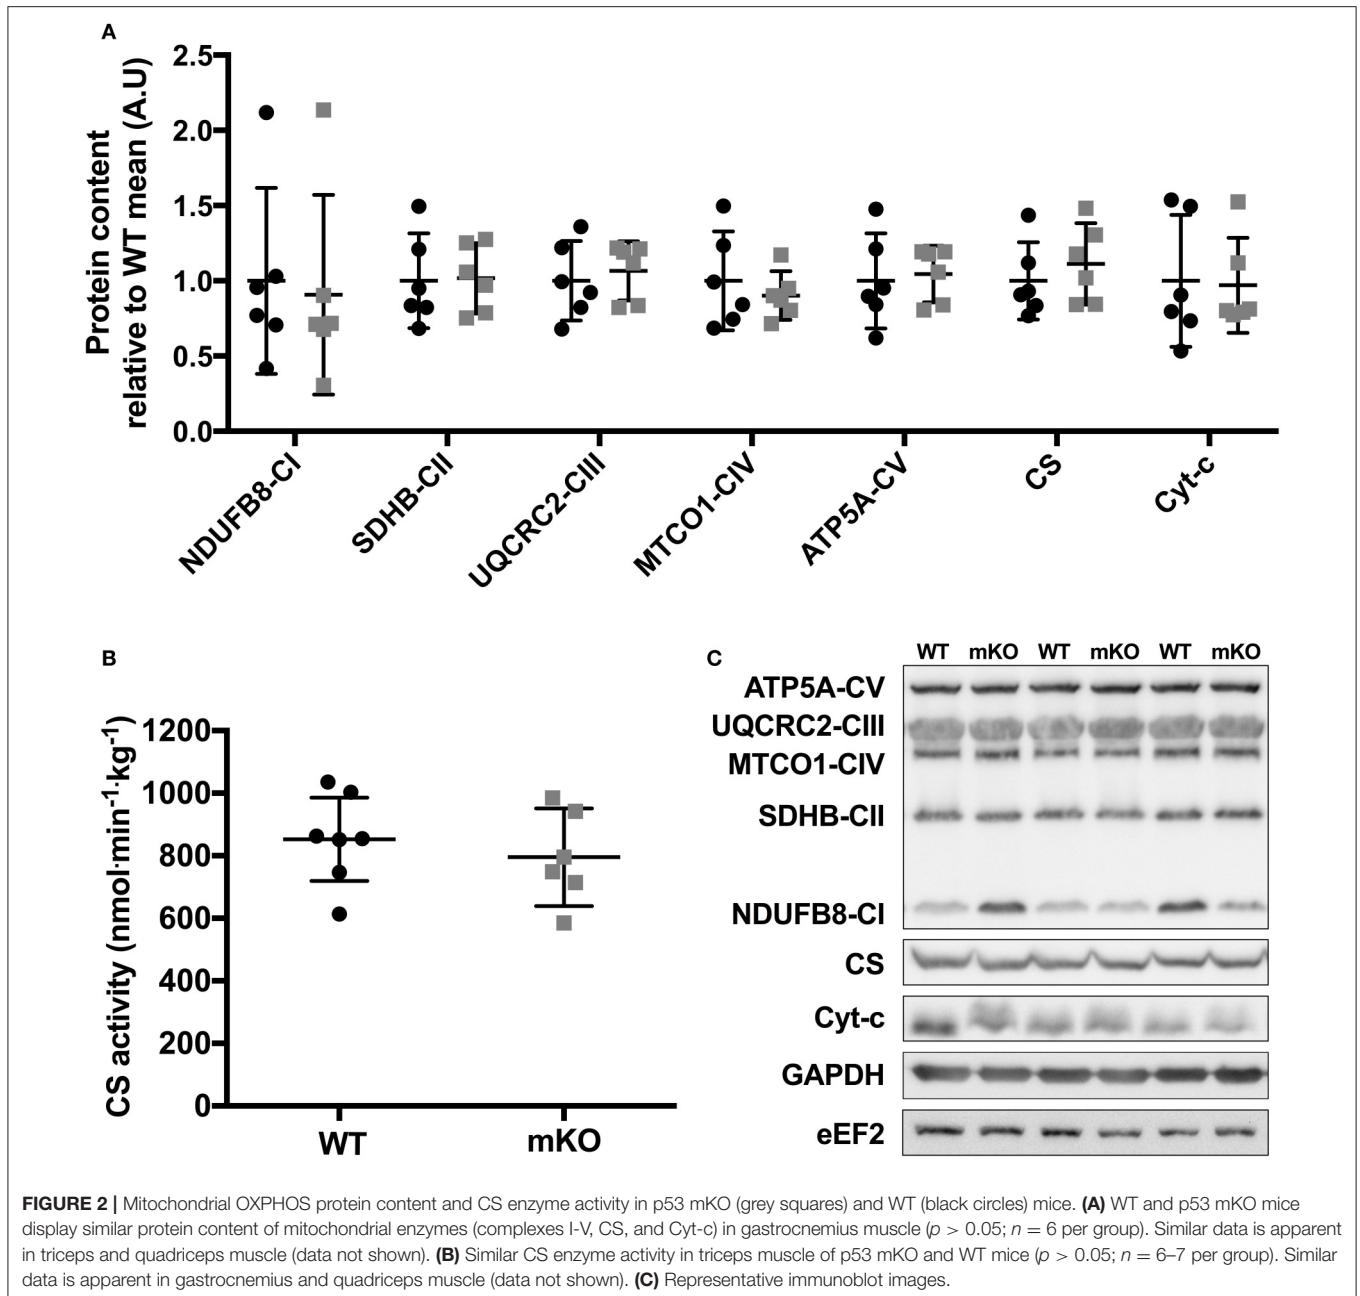 A
Protein content
relative to WT mean (A.U)
2.5
2.0
1.5
1.0
0.5
0.0
NDUFB8-CI
SDHB-CII
UQCRC2-CIII
MTCO1-CIV
ATP5A-CV
CS
Cyt-c
B
CS activity (nmol·min⁻¹·kg⁻¹)
1200
1000
800
600
400
200
0
WT
mKO
C
WT mKO WT mKO WT mKO
ATP5A-CV
UQCRC2-CIII
MTCO1-CIV
SDHB-CII
NDUFB8-CI
CS
Cyt-c
GAPDH
eEF2
FIGURE 2 | Mitochondrial OXPHOS protein content and CS enzyme activity in p53 mKO (grey squares) and WT (black circles) mice. (A) WT and p53 mKO mice
display similar protein content of mitochondrial enzymes (complexes I-V, CS, and Cyt-c) in gastrocnemius muscle (p > 0.05; n = 6 per group). Similar data is apparent
in triceps and quadriceps muscle (data not shown). (B) Similar CS enzyme activity in triceps muscle of p53 mKO and WT mice (p > 0.05; n = 6–7 per group). Similar
data is apparent in gastrocnemius and quadriceps muscle (data not shown). (C) Representative immunoblot images.